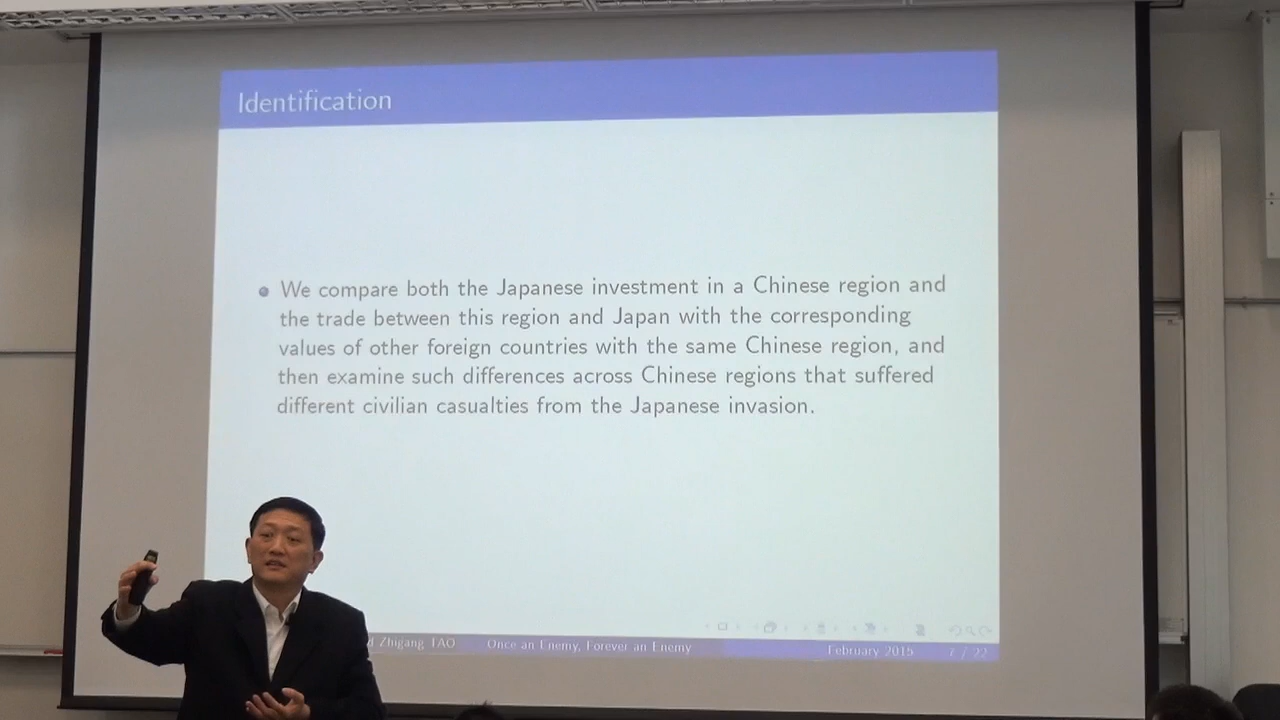 Identification
We compare both the Japanese investment in a Chinese region and
the trade between this region and Japan with the corresponding
values of other foreign countries with the same Chinese region, and
then examine such differences across Chinese regions that suffered
different civilian casualties from the Japanese invasion.
Zhigang TAO Once an Enemy, Forever an Enemy February 2015 7 / 22